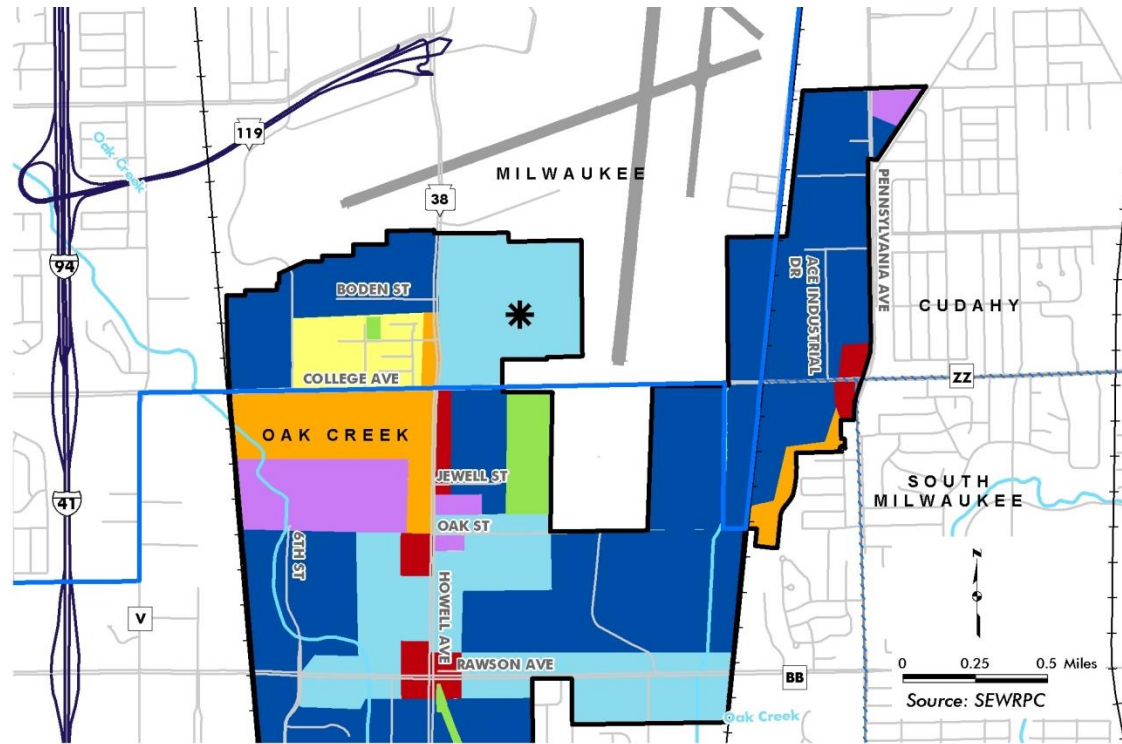 Oak Creek
119
MILWAUKEE
38
94
BODEN ST
ACE INDUSTRIAL
DR
PENNSYLVANIA AVE
CUDAHY
COLLEGE AVE
ZZ
OAK CREEK
JEWELL ST
41
SOUTH
MILWAUKEE
OAK ST
6TH ST
HOWELL AVE
N
V
RAWSON AVE
BB
0 0.25 0.5 Miles
Source: SEWRPC
Oak Creek